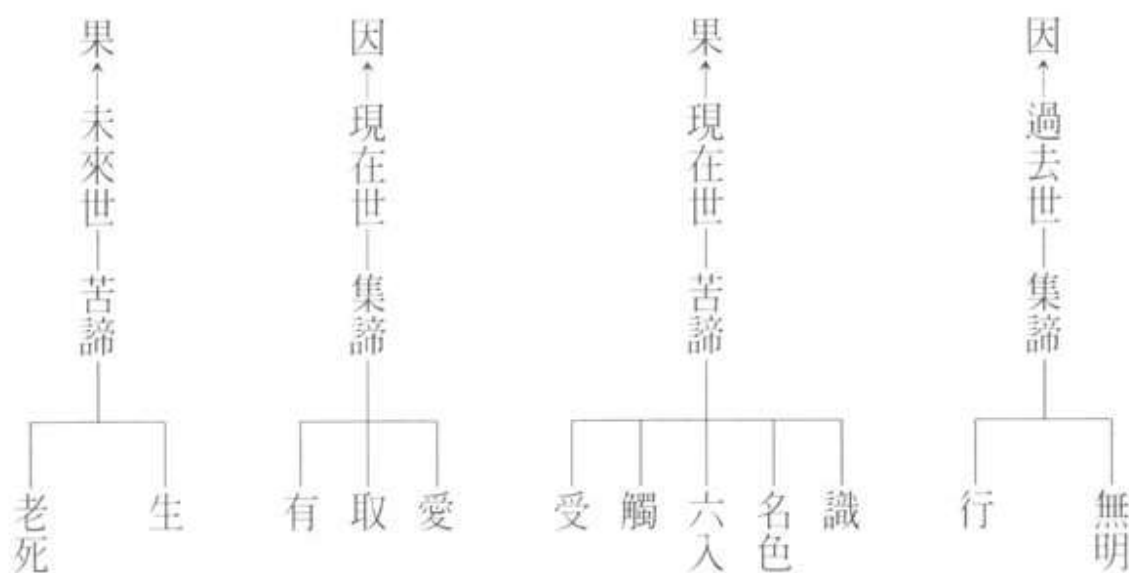 因
過去世
集諦
無明
行
果
現在世
苦諦
識
名色
六入
觸
受
因
現在世
集諦
愛
取
有
果
未來世
苦諦
生
老死